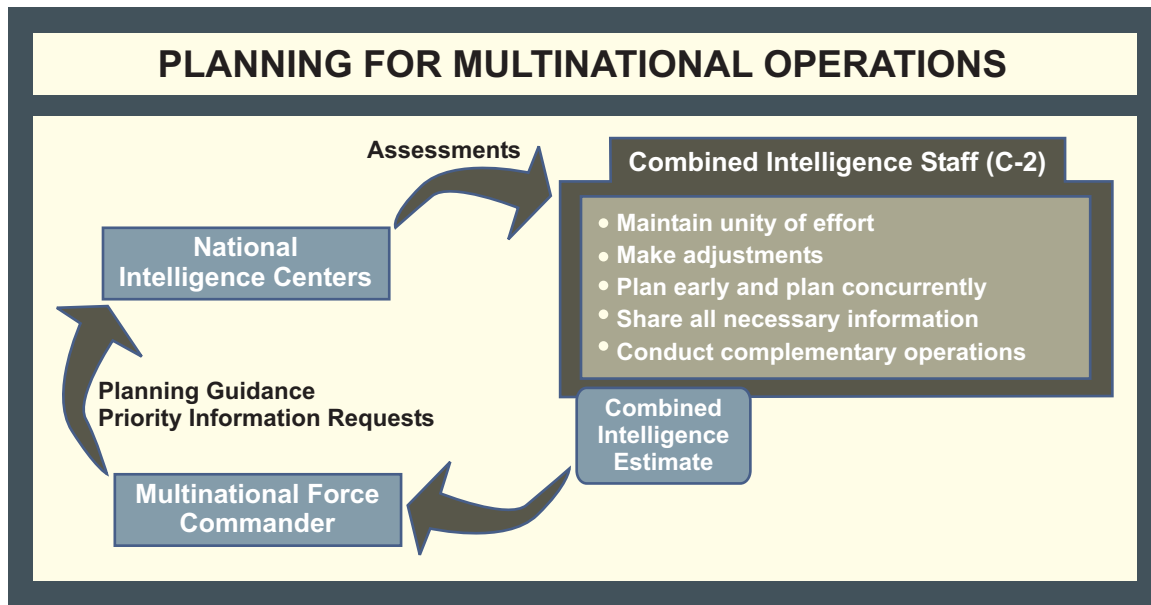 PLANNING FOR MULTINATIONAL OPERATIONS
Assessments
Combined Intelligence Staff (C-2)
• Maintain unity of effort
• Make adjustments
• Plan early and plan concurrently
• Share all necessary information
• Conduct complementary operations
National
Intelligence Centers
Planning Guidance
Priority Information Requests
Combined
Intelligence
Estimate
Multinational Force
Commander